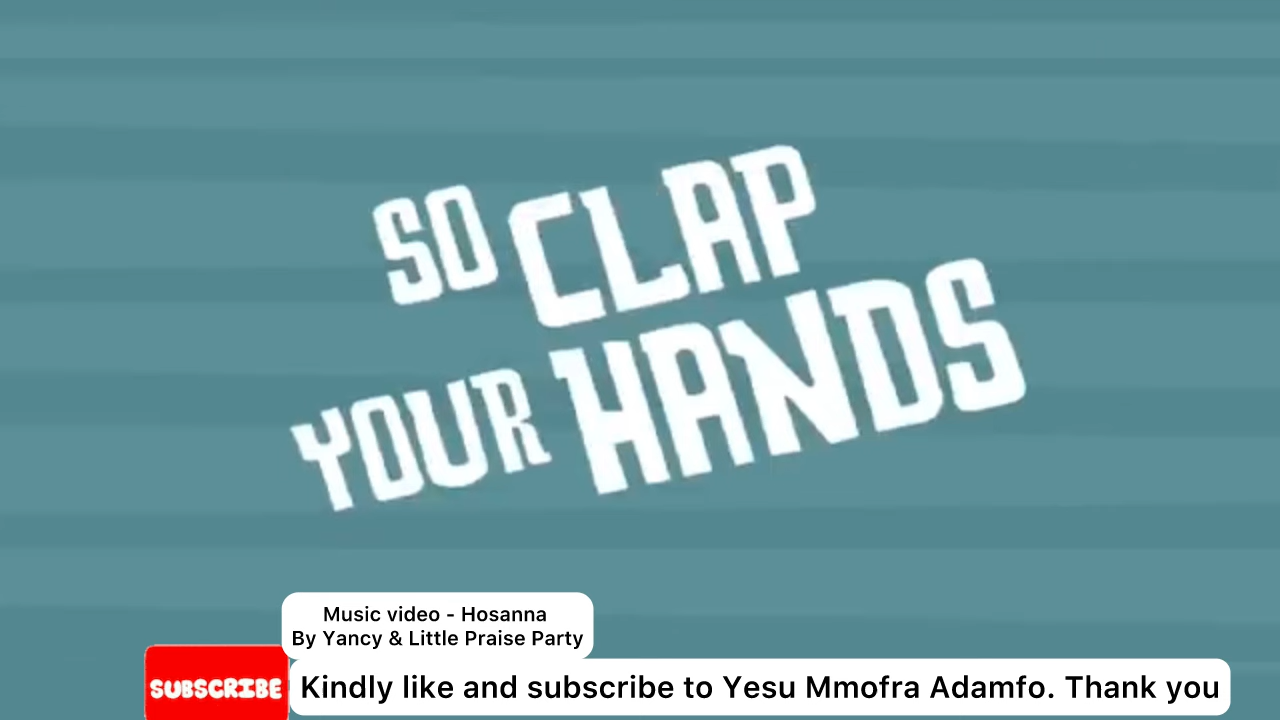 SO CLAP
YOUR HANDS
Music video - Hosanna
By Yancy & Little Praise Party
SUBSCRIBE
Kindly like and subscribe to Yesu Mmofra Adamfo. Thank you